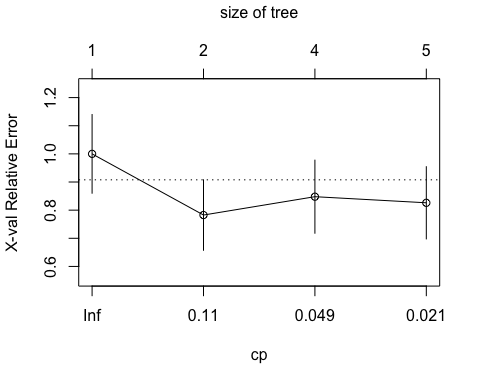 size of tree
1 2 4 5
X-val Relative Error
1.2
1.0
0.8
0.6
Inf 0.11 0.049 0.021
cp